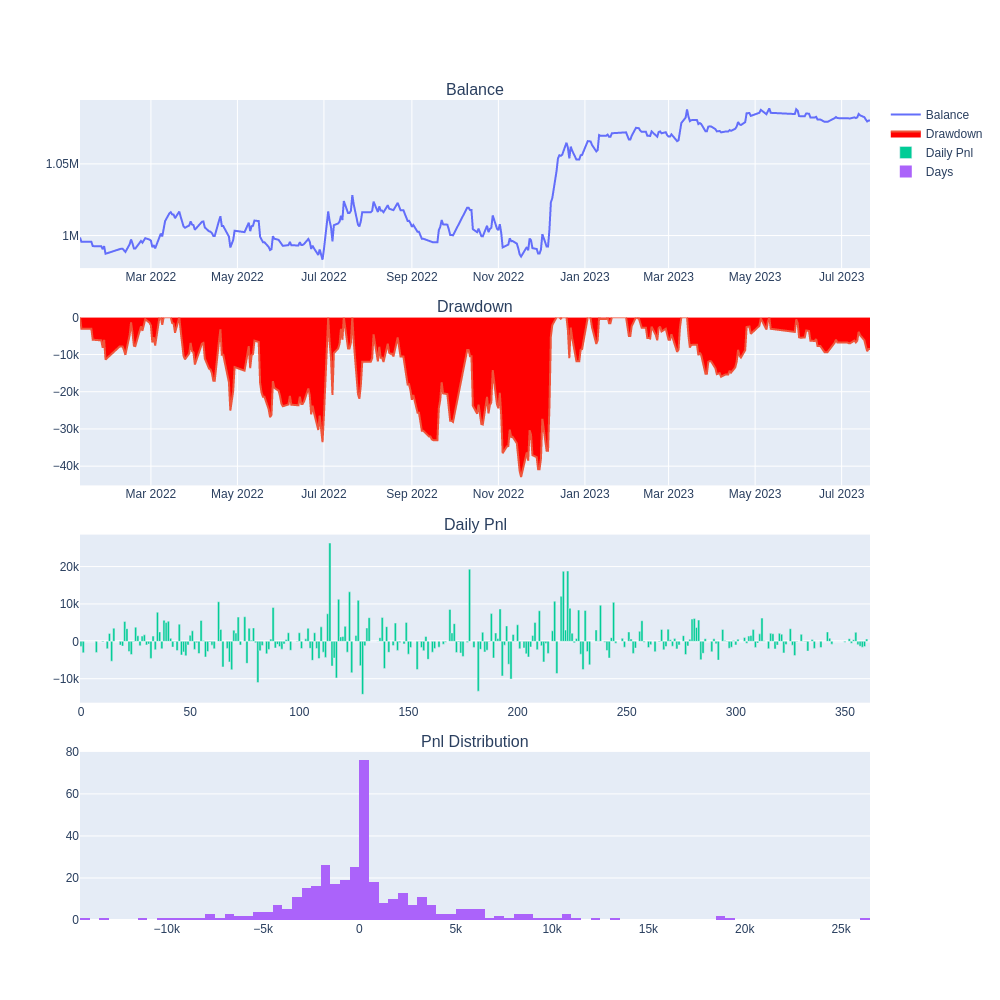 Balance
1.05M
1M
Mar 2022 May 2022 Jul 2022 Sep 2022 Nov 2022 Jan 2023 Mar 2023 May 2023 Jul 2023
Balance
Drawdown
Daily Pnl
Days
Drawdown
0
−10k
−20k
−30k
−40k
Mar 2022 May 2022 Jul 2022 Sep 2022 Nov 2022 Jan 2023 Mar 2023 May 2023 Jul 2023
Daily Pnl
20k
10k
0
−10k
0 50 100 150 200 250 300 350
Pnl Distribution
80
60
40
20
0
−10k −5k 0 5k 10k 15k 20k 25k